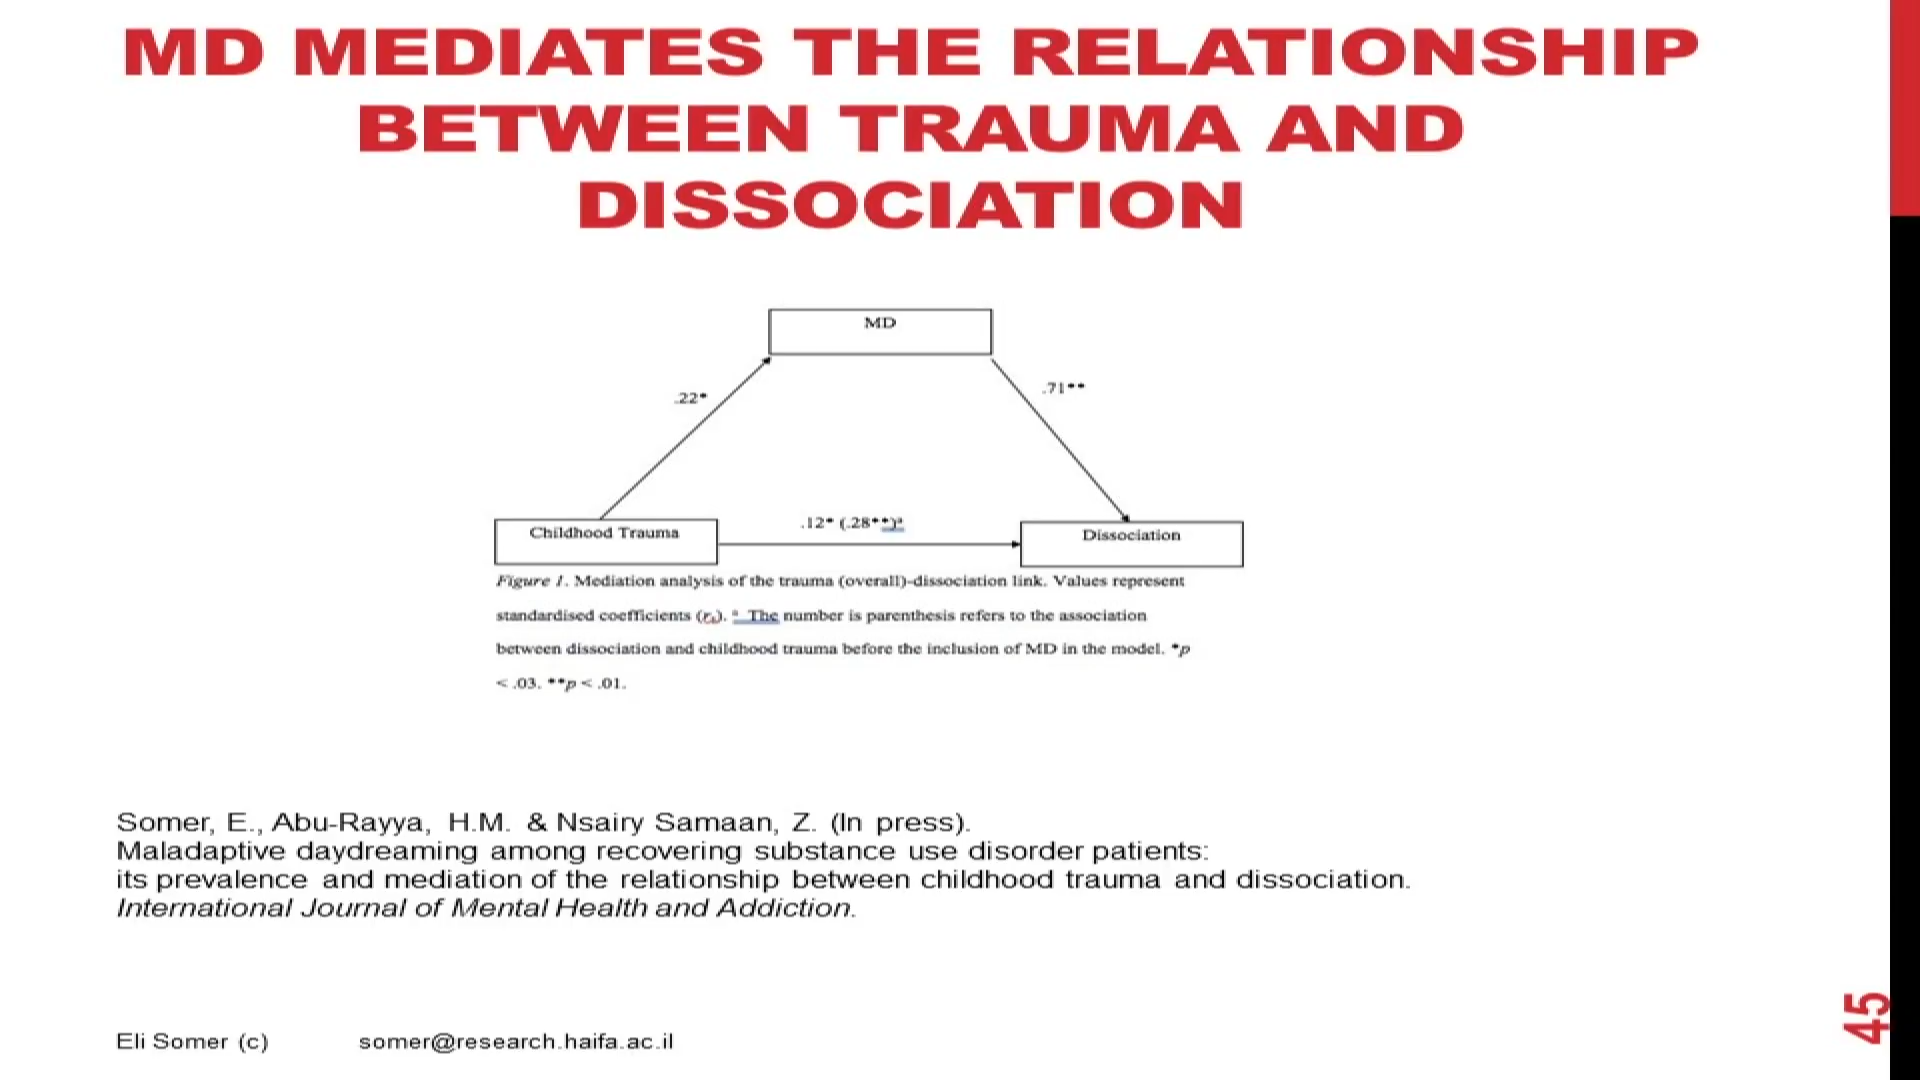 MD MEDIATES THE RELATIONSHIP
BETWEEN TRAUMA AND
DISSOCIATION
MD
.22*
.71**
.12* (.28**)ª
Childhood Trauma
Dissociation
Figure 1. Mediation analysis of the trauma (overall)-dissociation link. Values represent
standardised coefficients (rs). ª The number is parenthesis refers to the association
between dissociation and childhood trauma before the inclusion of MD in the model. *p
< .03. **p < .01.
Somer, E., Abu-Rayya, H.M. & Nsairy Samaan, Z. (In press).
Maladaptive daydreaming among recovering substance use disorder patients:
its prevalence and mediation of the relationship between childhood trauma and dissociation.
International Journal of Mental Health and Addiction.
Eli Somer (c) somer@research.haifa.ac.il
45